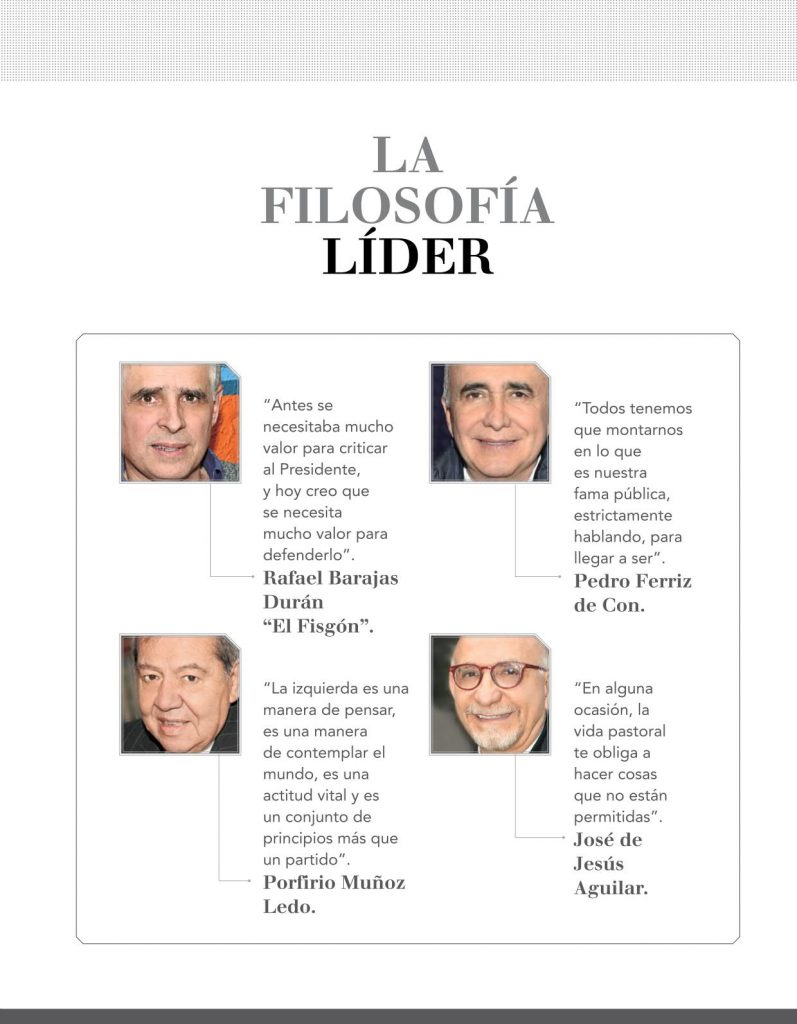 LA
FILOSOFÍA
LÍDER
“Antes se
necesitaba mucho
valor para criticar
al Presidente,
y hoy creo que
se necesita
mucho valor para
defenderlo”.
Rafael Barajas
Durán
“El Fisgón”.
“Todos tenemos
que montarnos
en lo que
es nuestra
fama pública,
estrictamente
hablando, para
llegar a ser”.
Pedro Ferriz
de Con.
“La izquierda es una
manera de pensar,
es una manera
de contemplar el
mundo, es una
actitud vital y es
un conjunto de
principios más que
un partido”.
Porfirio Muñoz
Ledo.
“En alguna
ocasión, la
vida pastoral
te obliga a
hacer cosas
que no están
permitidas”.
José de
Jesús
Aguilar.